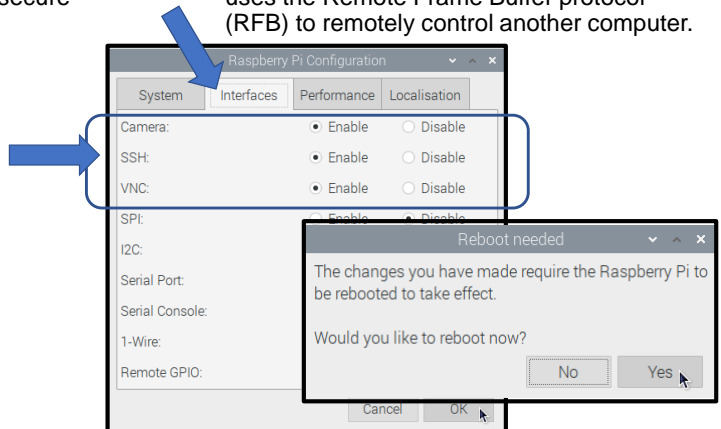 secure
uses the Remote Frame Buffer protocol
(RFB) to remotely control another computer.
Raspberry Pi Configuration
System Interfaces Performance Localisation
Camera: Enable Disable
SSH: Enable Disable
VNC: Enable Disable
SPI: Enable Disable
I2C:
Serial Port:
Serial Console:
1-Wire:
Remote GPIO:
Cancel OK
Reboot needed
The changes you have made require the Raspberry Pi to
be rebooted to take effect.
Would you like to reboot now?
No Yes